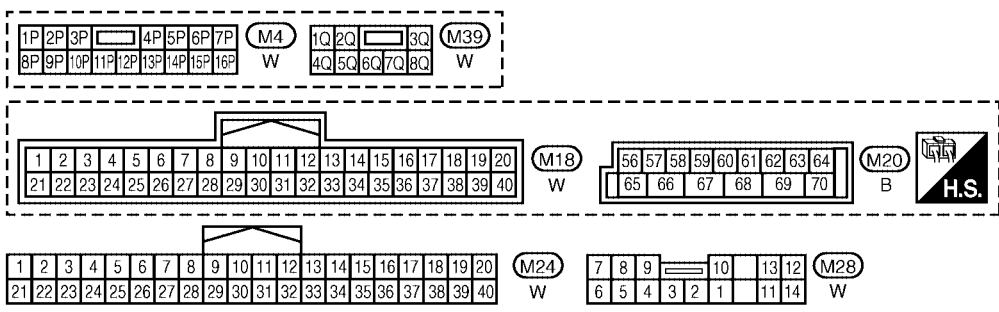 1P 2P 3P 4P 5P 6P 7P M4 1Q 2Q 3Q M39
8P 9P 10P 11P 12P 13P 14P 15P 16P W 4Q 5Q 6Q 7Q 8Q W
1 2 3 4 5 6 7 8 9 10 11 12 13 14 15 16 17 18 19 20 M18 56 57 58 59 60 61 62 63 64 M20
21 22 23 24 25 26 27 28 29 30 31 32 33 34 35 36 37 38 39 40 W 65 66 67 68 69 70 B H.S.
1 2 3 4 5 6 7 8 9 10 11 12 13 14 15 16 17 18 19 20 M24 7 8 9 10 13 12 M28
21 22 23 24 25 26 27 28 29 30 31 32 33 34 35 36 37 38 39 40 W 6 5 4 3 2 1 11 14 W